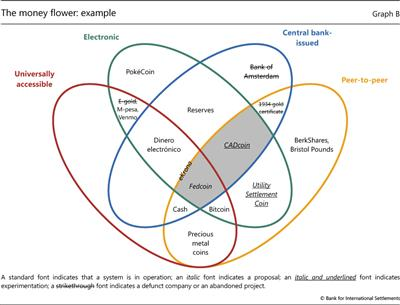 The money flower: example
Graph B
Electronic
Central bank-
issued
Universally
accessible
Peer-to-peer
PokéCoin
Bank of
Amsterdam
E-gold,
M-pesa,
Venmo
Reserves
1934 gold
certificate
Dinero
electrónico
CADcoin
BerkShares,
Bristol Pounds
eKrona
Fedcoin
Utility
Settlement
Coin
Cash
Bitcoin
Precious
metal
coins
A standard font indicates that a system is in operation; an italic font indicates a proposal; an italic and underlined font indicates
experimentation; a strikethrough font indicates a defunct company or an abandoned project.
© Bank for International Settlements